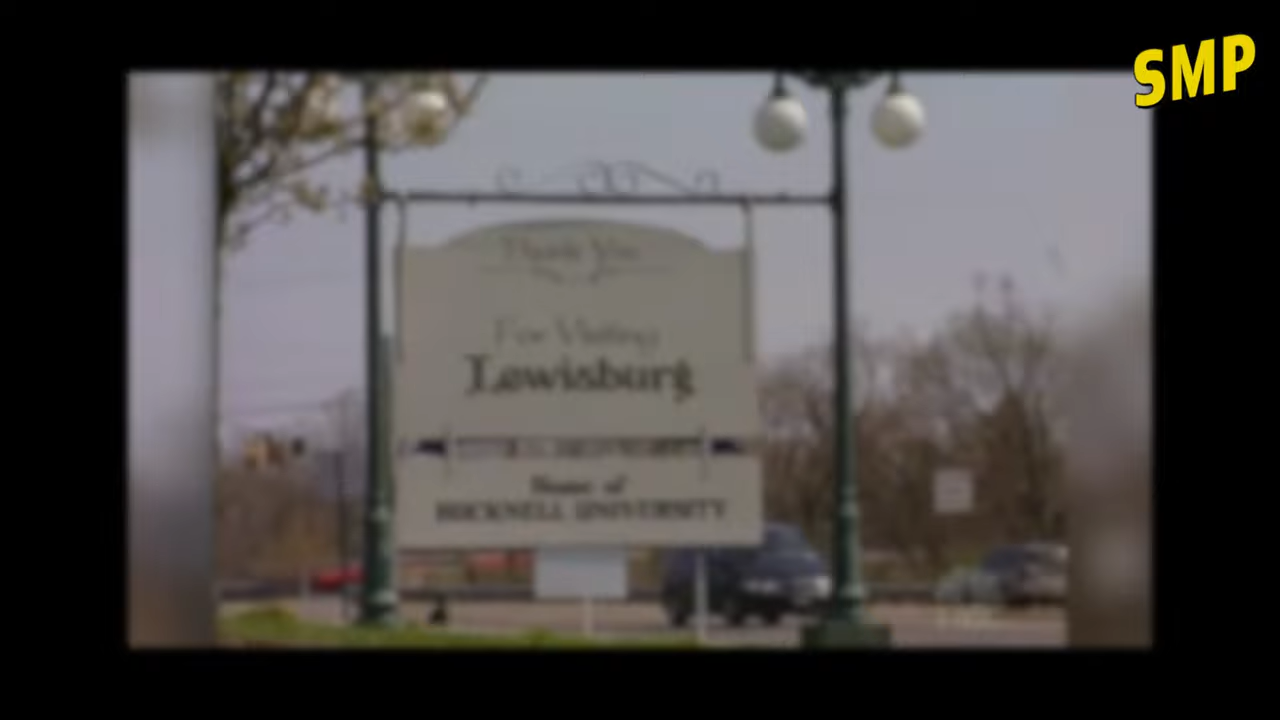 SMP
Thank You
For Visiting
Lewisburg
Home of
BUCKNELL UNIVERSITY